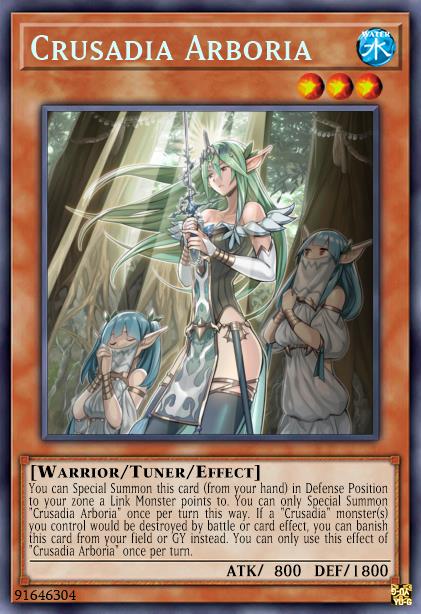 CRUSADIA ARBORIA
WATER
水
[WARRIOR/TUNER/EFFECT]
You can Special Summon this card (from your hand) in Defense Position
to your zone a Link Monster points to. You can only Special Summon
"Crusadia Arboria" once per turn this way. If a "Crusadia" monster(s)
you control would be destroyed by battle or card effect, you can banish
this card from your field or GY instead. You can only use this effect of
"Crusadia Arboria" once per turn.
ATK/ 800 DEF/1800
91646304